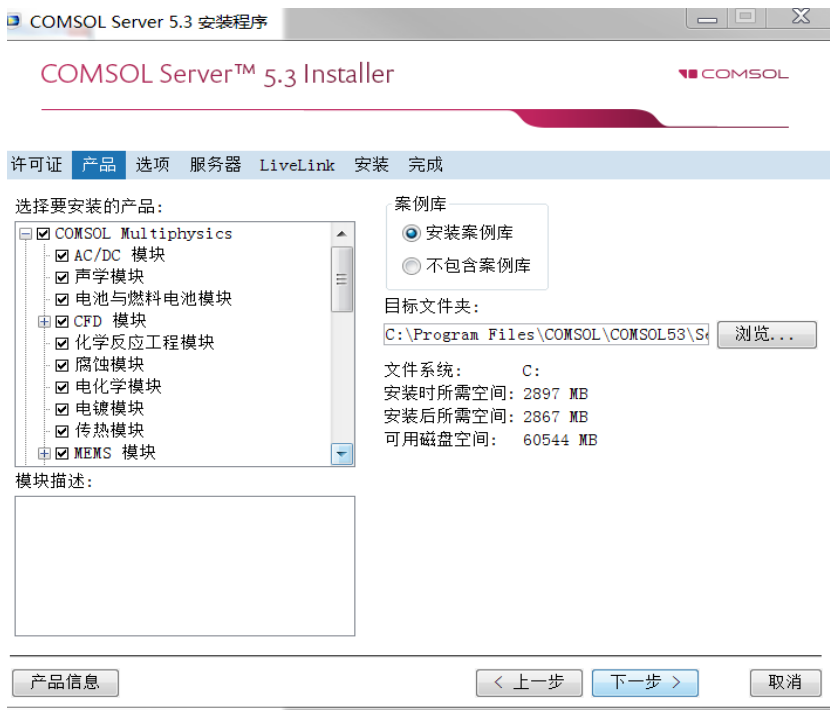 COMSOL Server 5.3 安装程序
COMSOL Server™ 5.3 Installer
COMSOL
许可证 产品 选项 服务器 LiveLink 安装 完成
选择要安装的产品:
COMSOL Multiphysics
AC/DC 模块
声学模块
电池与燃料电池模块
CFD 模块
化学反应工程模块
腐蚀模块
电化学模块
电镀模块
传热模块
MEMS 模块
模块描述:
案例库
安装案例库
不包含案例库
目标文件夹:
C:\Program Files\COMSOL\COMSOL53\Se
浏览...
文件系统: C:
安装时所需空间: 2897 MB
安装后所需空间: 2867 MB
可用磁盘空间: 60544 MB
产品信息
< 上一步
下一步 >
取消